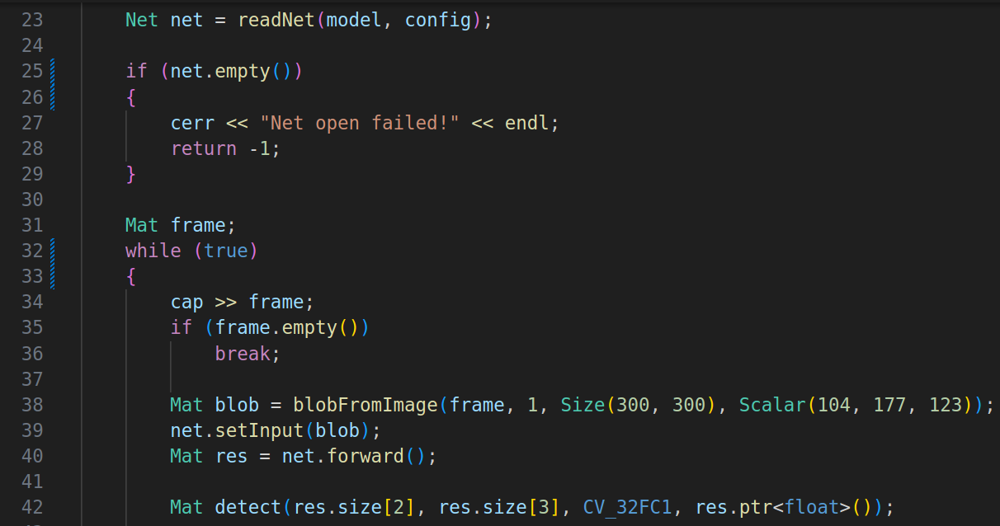 23 Net net = readNet(model, config);
24
25 if (net.empty())
26 {
27 cerr << "Net open failed!" << endl;
28 return -1;
29 }
30
31 Mat frame;
32 while (true)
33 {
34 cap >> frame;
35 if (frame.empty())
36 break;
37
38 Mat blob = blobFromImage(frame, 1, Size(300, 300), Scalar(104, 177, 123));
39 net.setInput(blob);
40 Mat res = net.forward();
41
42 Mat detect(res.size[2], res.size[3], CV_32FC1, res.ptr<float>());